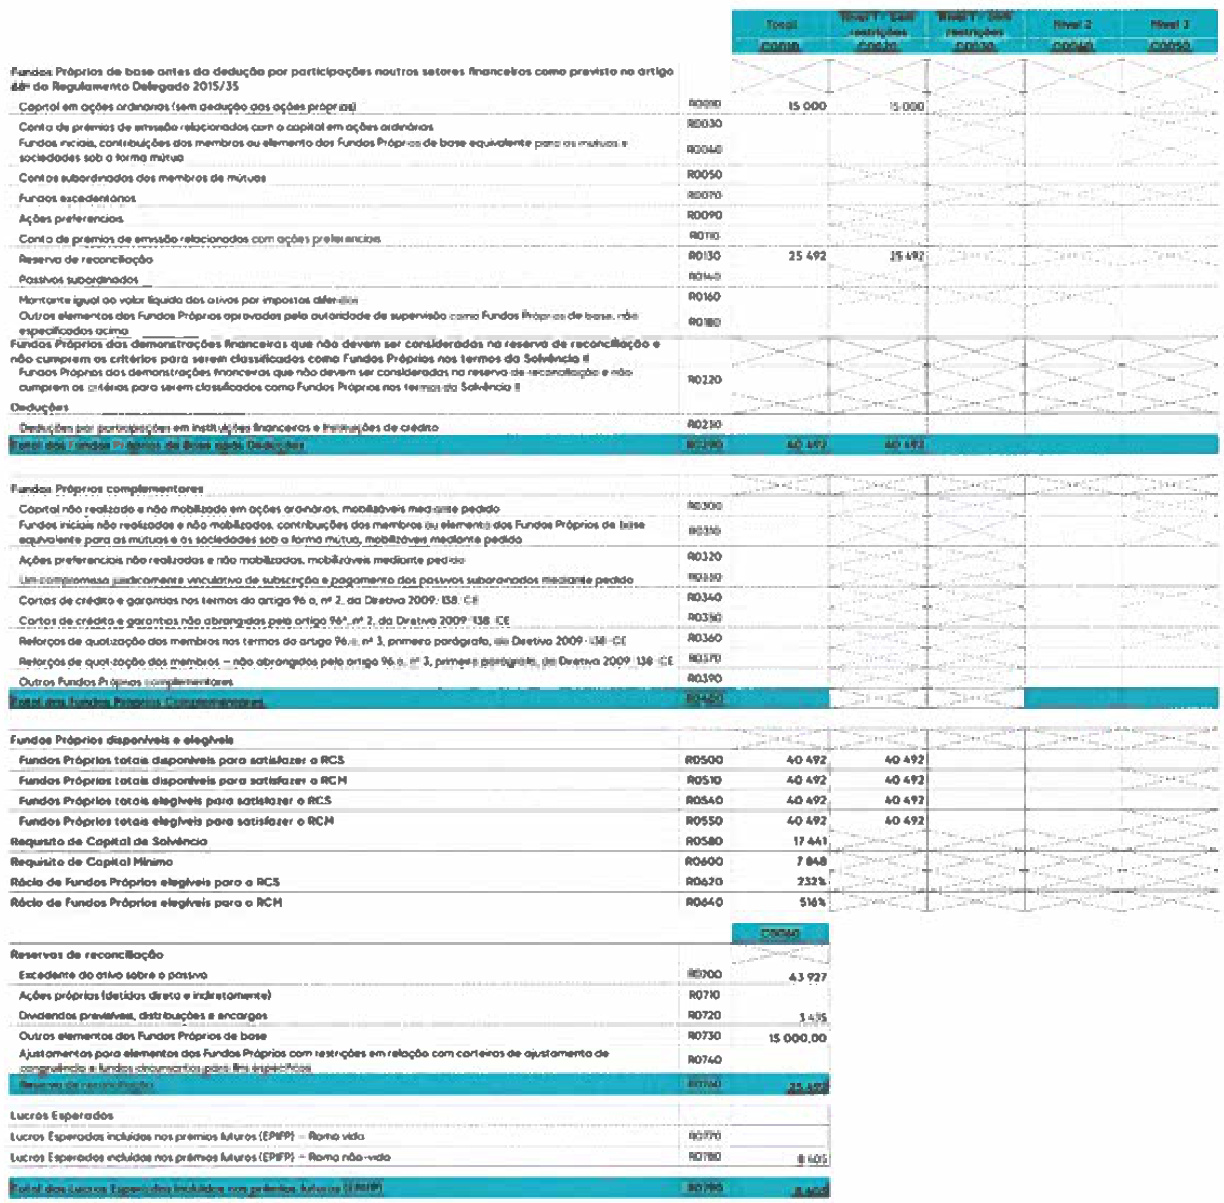 Total Nível 1 - Sem Nível 1 - Com Nível 2 Nível 3
restrições restrições
C0010 C0020 C0030 C0040 C0050
Fundos Próprios de base antes da dedução por participações noutros setores financeiros como previsto no artigo
68º do Regulamento Delegado 2015/35
Capital em ações ordinárias (sem dedução das ações próprias) R0010 15 000 15 000
Conta de prémios de emissão relacionados com o capital em ações ordinárias R0030
Fundos iniciais, contribuições dos membros ou elemento dos Fundos Próprios de base equivalente para as mútuas e R0040
sociedades sob a forma mútua
Contas subordinadas dos membros de mútuas R0050
Fundos excedentários R0070
Ações preferenciais R0090
Conta de prémios de emissão relacionados com ações preferenciais R0110
Reserva de reconciliação R0130 25 492 25 492
Passivos subordinados R0140
Montante igual ao valor líquido dos ativos por impostos diferidos R0160
Outros elementos dos Fundos Próprios aprovados pela autoridade de supervisão como Fundos Próprios de base, não R0180
especificados acima
Fundos Próprios das demonstrações financeiras que não devem ser considerados na reserva de reconciliação e
não cumprem os critérios para serem classificados como Fundos Próprios nos termos da Solvência II
Fundos Próprios das demonstrações financeiras que não devem ser considerados na reserva de reconciliação e não R0220
cumprem os critérios para serem classificados como Fundos Próprios nos termos da Solvência II
Deduções
Deduções por participações em instituições financeiras e instituições de crédito R0230
Total dos Fundos Próprios de Base após Deduções R0290 40 492 40 492
Fundos Próprios complementares
Capital não realizado e não mobilizado em ações ordinárias, mobilizáveis mediante pedido R0300
Fundos iniciais não realizados e não mobilizados, contribuições dos membros ou elemento dos Fundos Próprios de base R0310
equivalente para as mútuas e as sociedades sob a forma mútua, mobilizáveis mediante pedido
Ações preferenciais não realizadas e não mobilizadas, mobilizáveis mediante pedido R0320
Um compromisso juridicamente vinculativo de subscrição e pagamento dos passivos subordinados mediante pedido R0330
Cartas de crédito e garantias nos termos do artigo 96.o, nº 2, da Diretiva 2009/138/CE R0340
Cartas de crédito e garantias não abrangidas pelo artigo 96º, nº 2, da Diretiva 2009/138/CE R0350
Reforços de quotização dos membros nos termos do artigo 96.o, nº 3, primeiro parágrafo, da Diretiva 2009/138/CE R0360
Reforços de quotização dos membros – não abrangidos pelo artigo 96.o, nº 3, primeiro parágrafo, da Diretiva 2009/138/CE R0370
Outros Fundos Próprios complementares R0390
Total dos Fundos Próprios Complementares R0400
Fundos Próprios disponíveis e elegíveis
Fundos Próprios totais disponíveis para satisfazer o RCS R0500 40 492 40 492
Fundos Próprios totais disponíveis para satisfazer o RCM R0510 40 492 40 492
Fundos Próprios totais elegíveis para satisfazer o RCS R0540 40 492 40 492
Fundos Próprios totais elegíveis para satisfazer o RCM R0550 40 492 40 492
Requisito de Capital de Solvência R0580 17 441
Requisito de Capital Mínimo R0600 7 848
Rácio de Fundos Próprios elegíveis para o RCS R0620 232%
Rácio de Fundos Próprios elegíveis para o RCM R0640 516%
C0060
Reservas de reconciliação
Excedente do ativo sobre o passivo R0700 43 927
Ações próprias (detidas direta e indiretamente) R0710
Dividendos previsíveis, distribuições e encargos R0720 3 435
Outros elementos dos Fundos Próprios de base R0730 15 000,00
Ajustamentos para elementos dos Fundos Próprios com restrições em relação com carteiras de ajustamento de R0740
congruência e fundos circunscritos para fins específicos
Reserva de reconciliação R0760 25 492
Lucros Esperados
Lucros Esperados incluídos nos prémios futuros (EPIFP) – Ramo vida R0770
Lucros Esperados incluídos nos prémios futuros (EPIFP) – Ramo não-vida R0780 8 405
Total dos Lucros Esperados incluídos nos prémios futuros (EPIFP) R0790